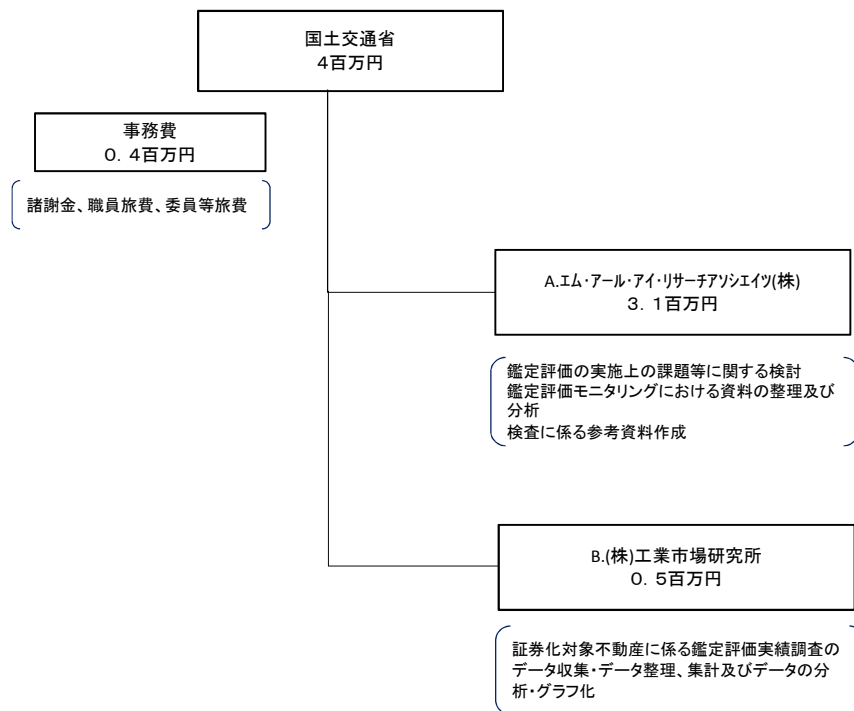 国土交通省
４百万円
事務費
０．４百万円
諸謝金、職員旅費、委員等旅費
A.エム・アール・アイ・リサーチアソシエイツ(株)
３．１百万円
鑑定評価の実施上の課題等に関する検討
鑑定評価モニタリングにおける資料の整理及び
分析
検査に係る参考資料作成
B.(株)工業市場研究所
０．５百万円
証券化対象不動産に係る鑑定評価実績調査の
データ収集・データ整理、集計及びデータの分
析・グラフ化